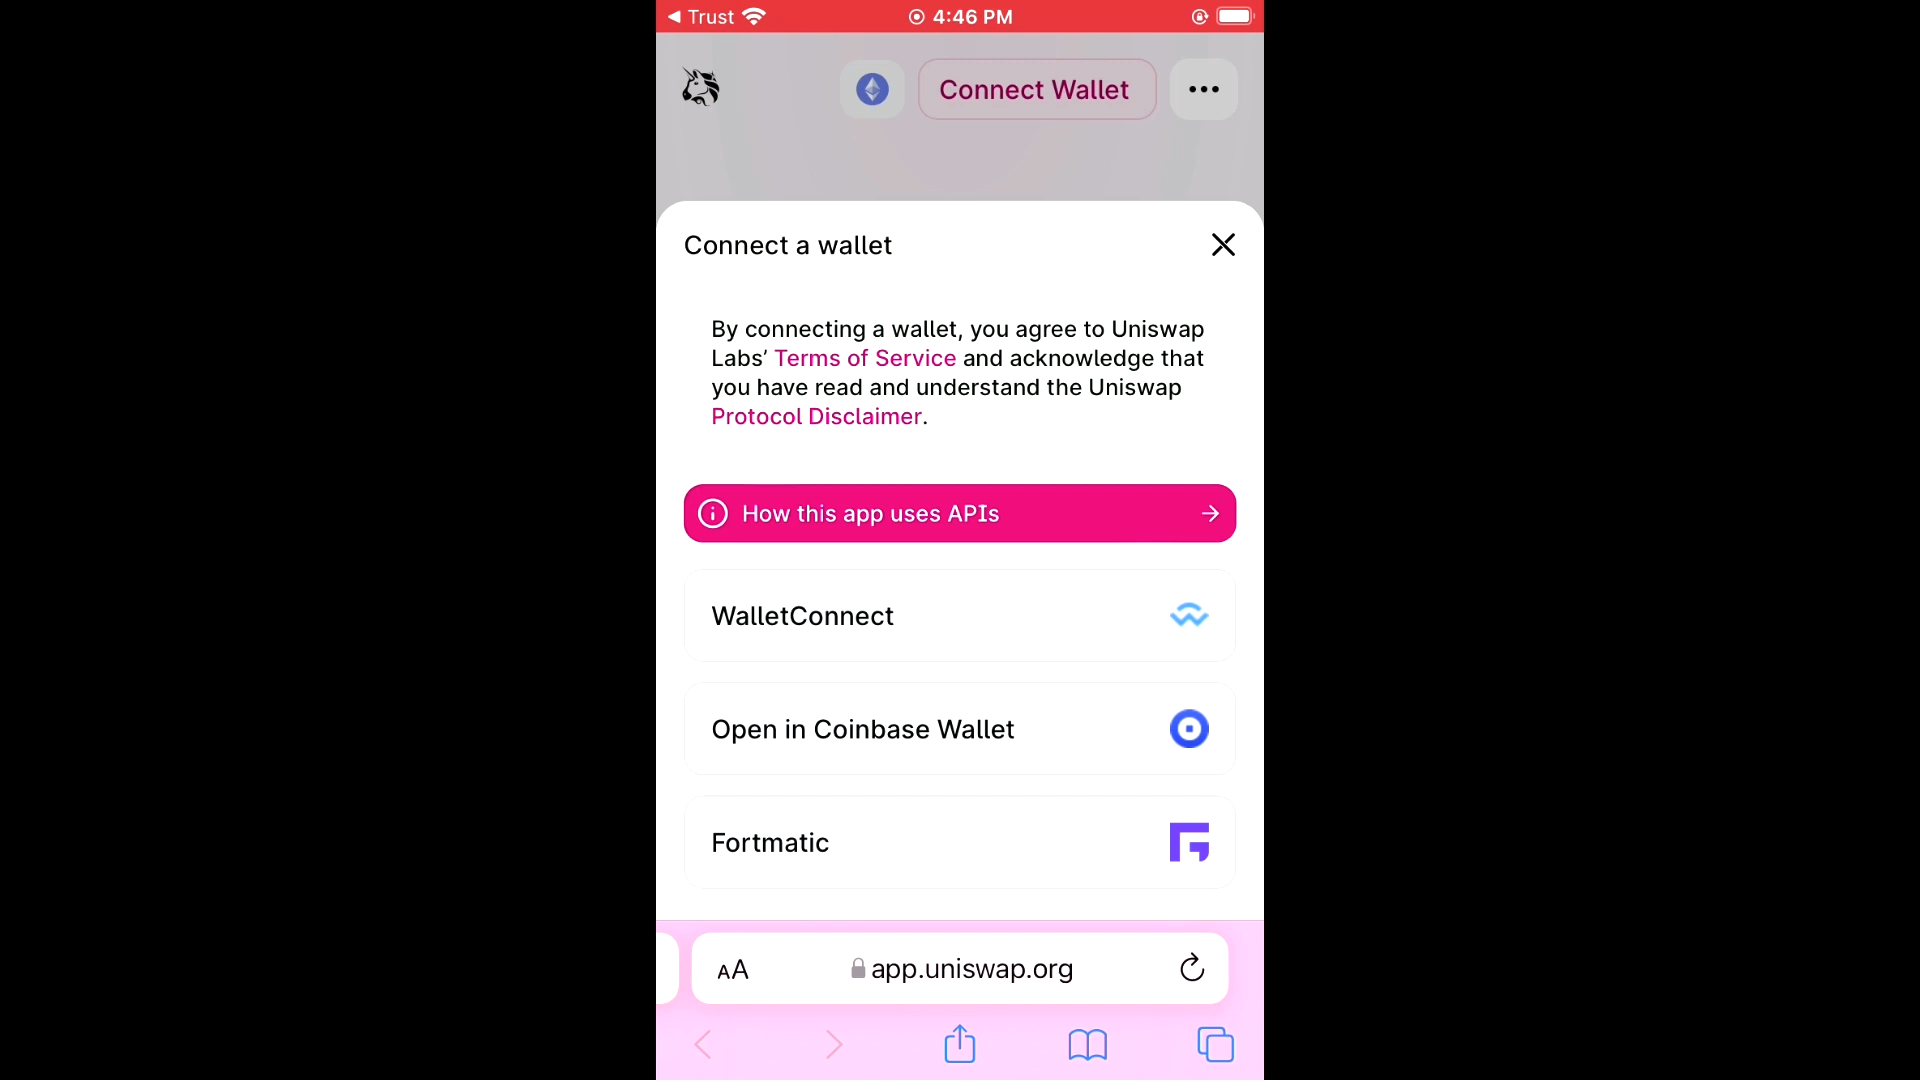 Trust 4:46 PM
Connect Wallet
Connect a wallet
By connecting a wallet, you agree to Uniswap
Labs’ Terms of Service and acknowledge that
you have read and understand the Uniswap
Protocol Disclaimer.
How this app uses APIs
WalletConnect
Open in Coinbase Wallet
Fortmatic
AA app.uniswap.org